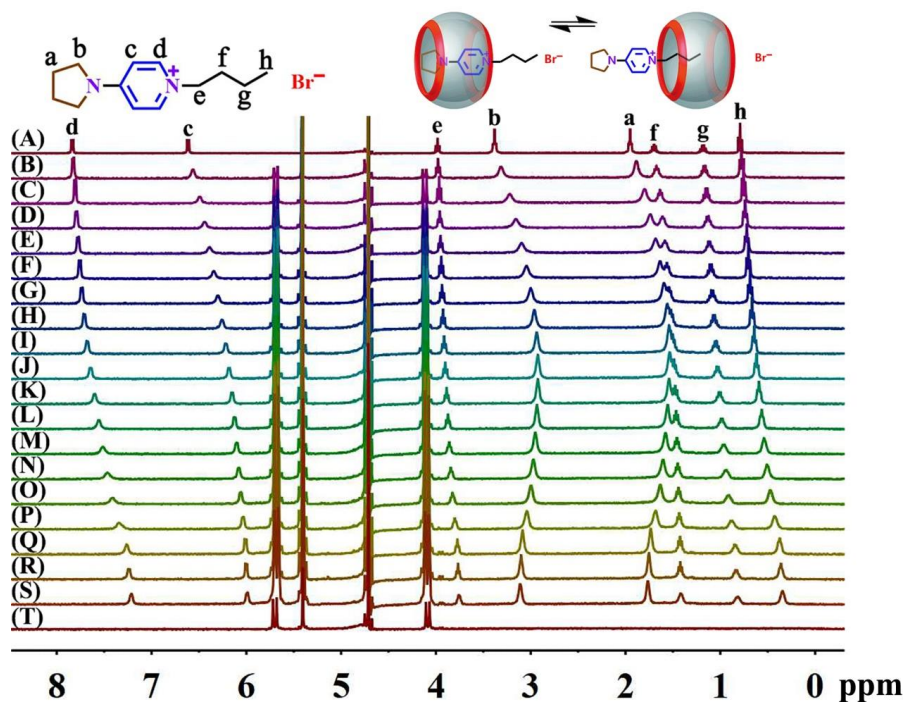 a b c d
f h
N N + e g Br−
N N + Br− N N + Br−
d c e b a f g h
(A)
(B)
(C)
(D)
(E)
(F)
(G)
(H)
(I)
(J)
(K)
(L)
(M)
(N)
(O)
(P)
(Q)
(R)
(S)
(T)
8 7 6 5 4 3 2 1 0 ppm